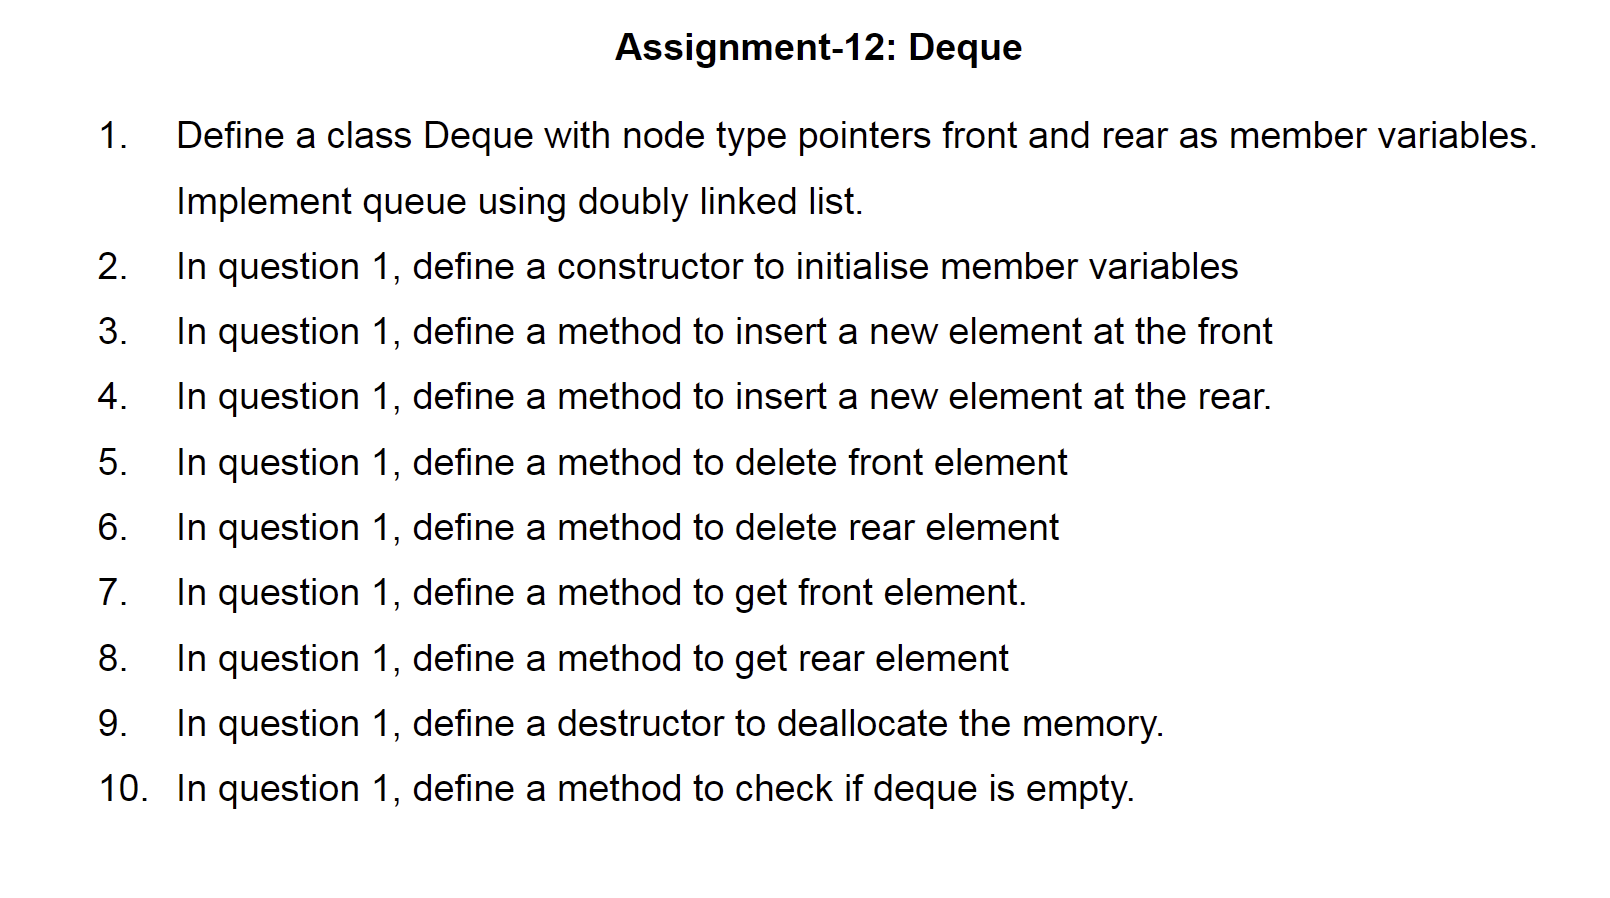 Assignment-12: Deque
1. Define a class Deque with node type pointers front and rear as member variables.
Implement queue using doubly linked list.
2. In question 1, define a constructor to initialise member variables
3. In question 1, define a method to insert a new element at the front
4. In question 1, define a method to insert a new element at the rear.
5. In question 1, define a method to delete front element
6. In question 1, define a method to delete rear element
7. In question 1, define a method to get front element.
8. In question 1, define a method to get rear element
9. In question 1, define a destructor to deallocate the memory.
10. In question 1, define a method to check if deque is empty.